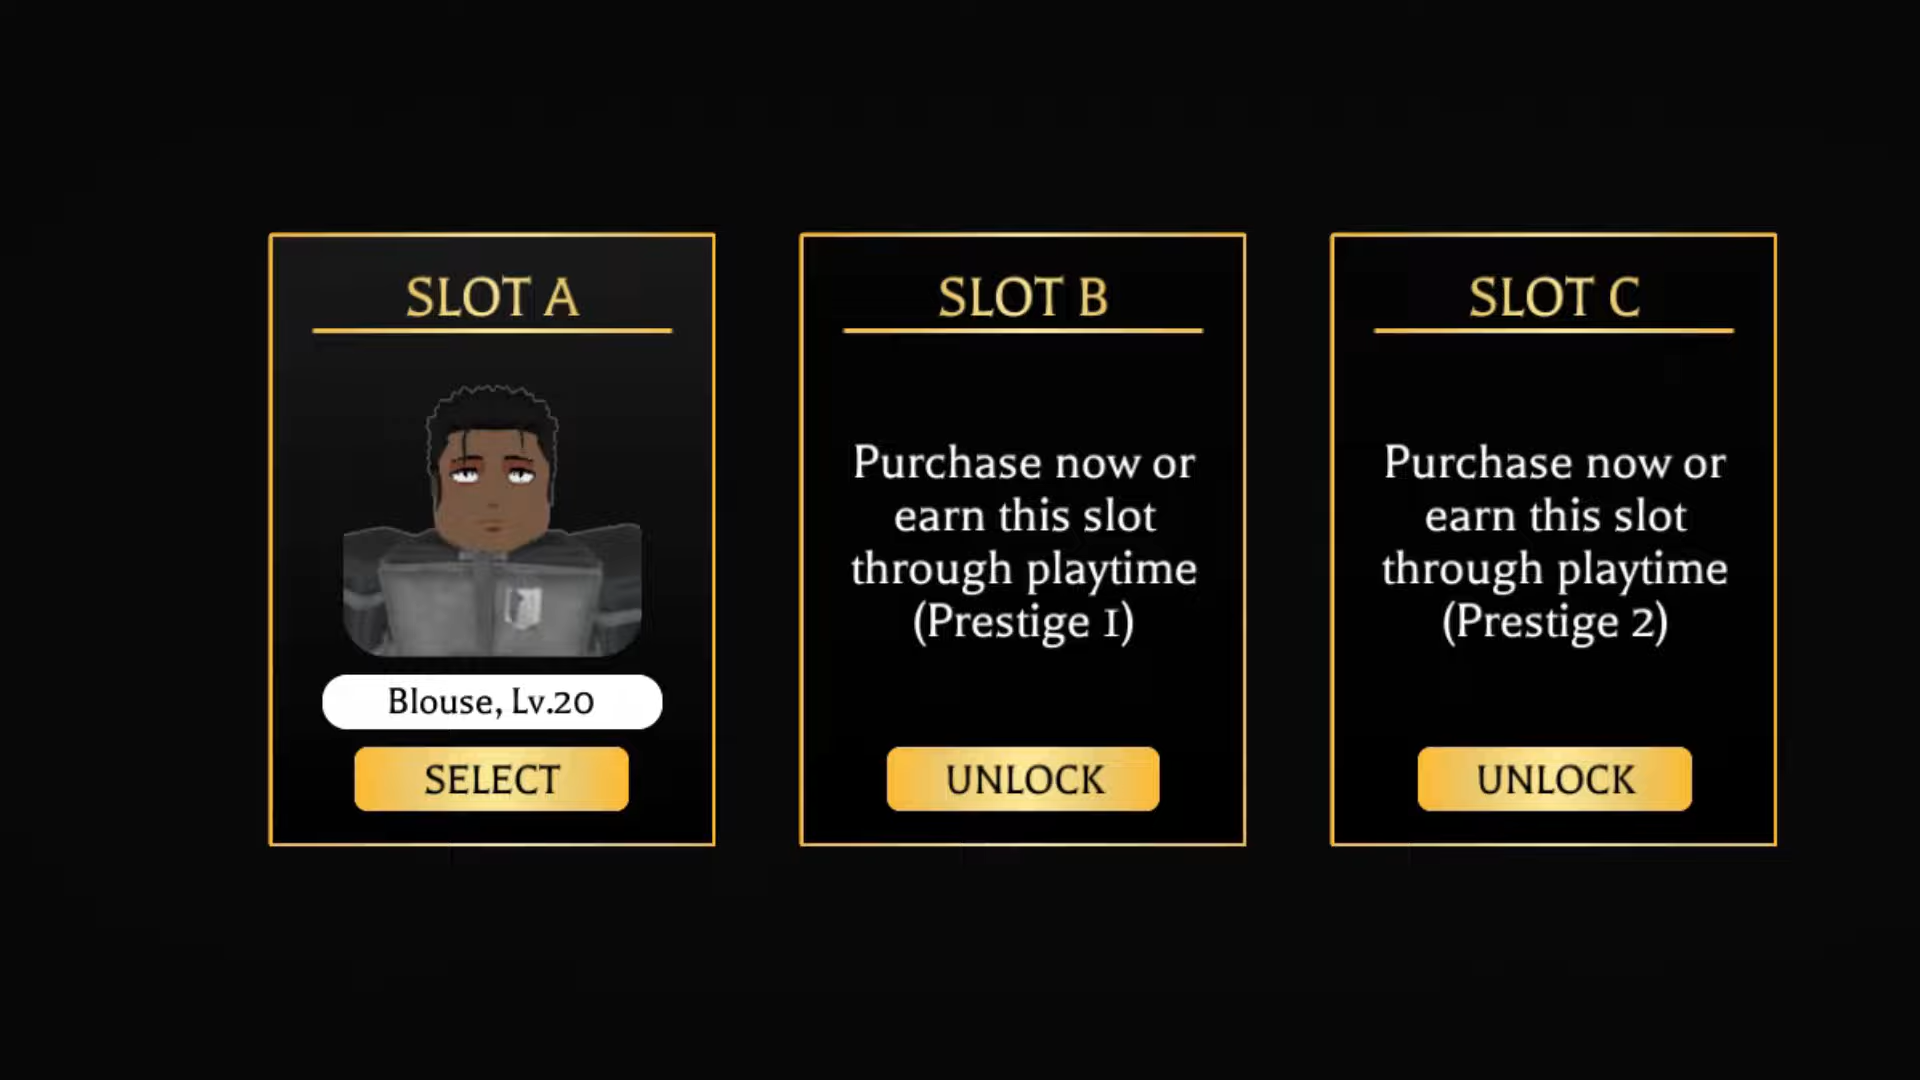 SLOT A
Blouse, Lv.20
SELECT
SLOT B
Purchase now or
earn this slot
through playtime
(Prestige 1)
UNLOCK
SLOT C
Purchase now or
earn this slot
through playtime
(Prestige 2)
UNLOCK